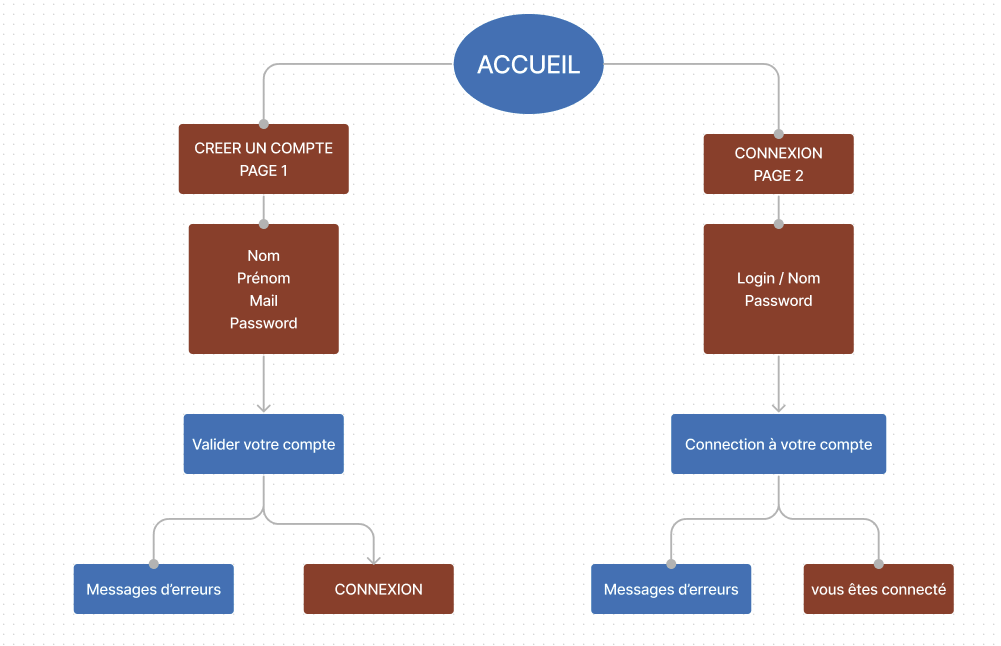 ACCUEIL
CREER UN COMPTE
PAGE 1
CONNEXION
PAGE 2
Nom
Prénom
Mail
Password
Login / Nom
Password
Valider votre compte
Connection à votre compte
Messages d’erreurs
CONNEXION
Messages d’erreurs
vous êtes connecté